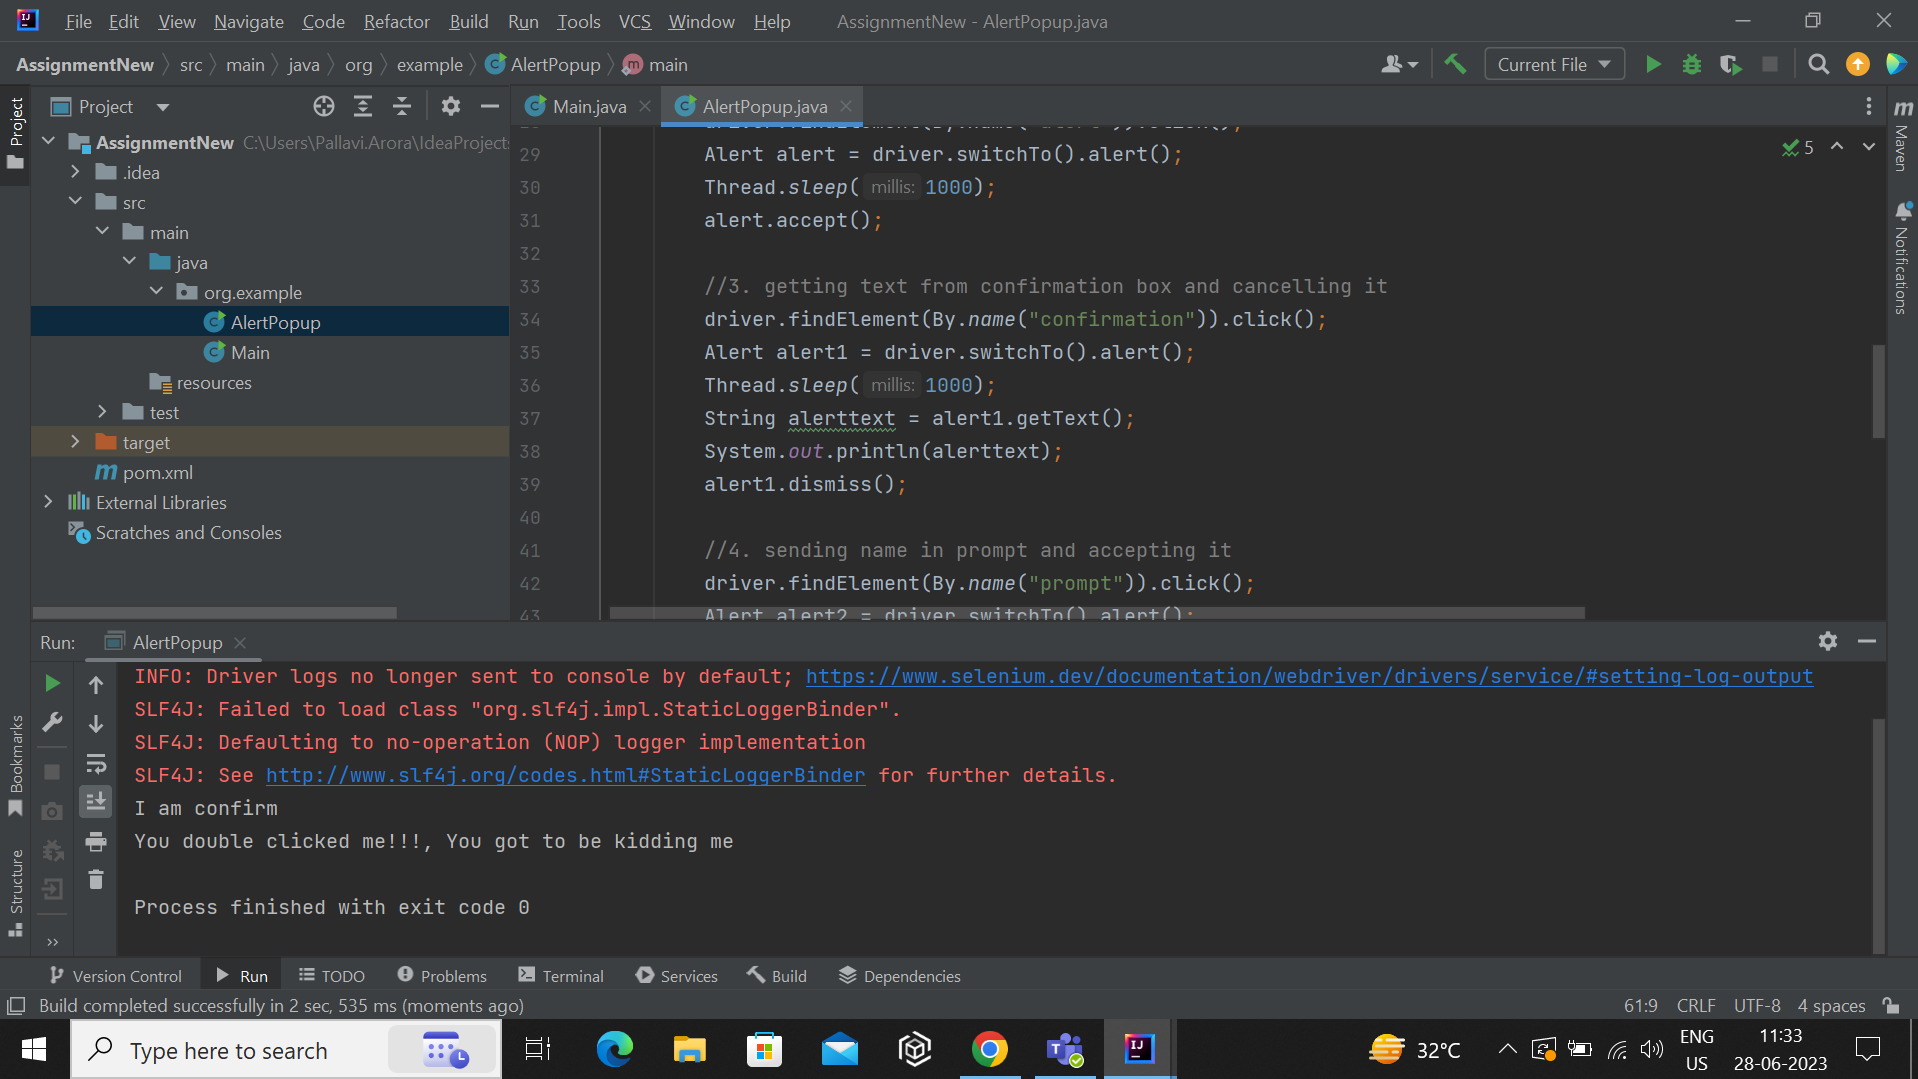 File Edit View Navigate Code Refactor Build Run Tools VCS Window Help AssignmentNew - AlertPopup.java
AssignmentNew src main java org example AlertPopup main Current File
Project
Main.java AlertPopup.java
AssignmentNew C:\Users\Pallavi.Arora\IdeaProjects
.idea
src
main
java
org.example
AlertPopup
Main
resources
test
target
pom.xml
External Libraries
Scratches and Consoles
Project
Bookmarks
Structure
Maven
Notifications
5
29 Alert alert = driver.switchTo().alert();
30 Thread.sleep( millis: 1000);
31 alert.accept();
32
33 //3. getting text from confirmation box and cancelling it
34 driver.findElement(By.name("confirmation")).click();
35 Alert alert1 = driver.switchTo().alert();
36 Thread.sleep( millis: 1000);
37 String alerttext = alert1.getText();
38 System.out.println(alerttext);
39 alert1.dismiss();
40
41 //4. sending name in prompt and accepting it
42 driver.findElement(By.name("prompt")).click();
43 Alert alert2 = driver.switchTo().alert();
Run: AlertPopup
INFO: Driver logs no longer sent to console by default; https://www.selenium.dev/documentation/webdriver/drivers/service/#setting-log-output
SLF4J: Failed to load class "org.slf4j.impl.StaticLoggerBinder".
SLF4J: Defaulting to no-operation (NOP) logger implementation
SLF4J: See http://www.slf4j.org/codes.html#StaticLoggerBinder for further details.
I am confirm
You double clicked me!!!, You got to be kidding me
Process finished with exit code 0
Version Control Run TODO Problems Terminal Services Build Dependencies
Build completed successfully in 2 sec, 535 ms (moments ago) 61:9 CRLF UTF-8 4 spaces
Type here to search
32°C
ENG
US
11:33
28-06-2023